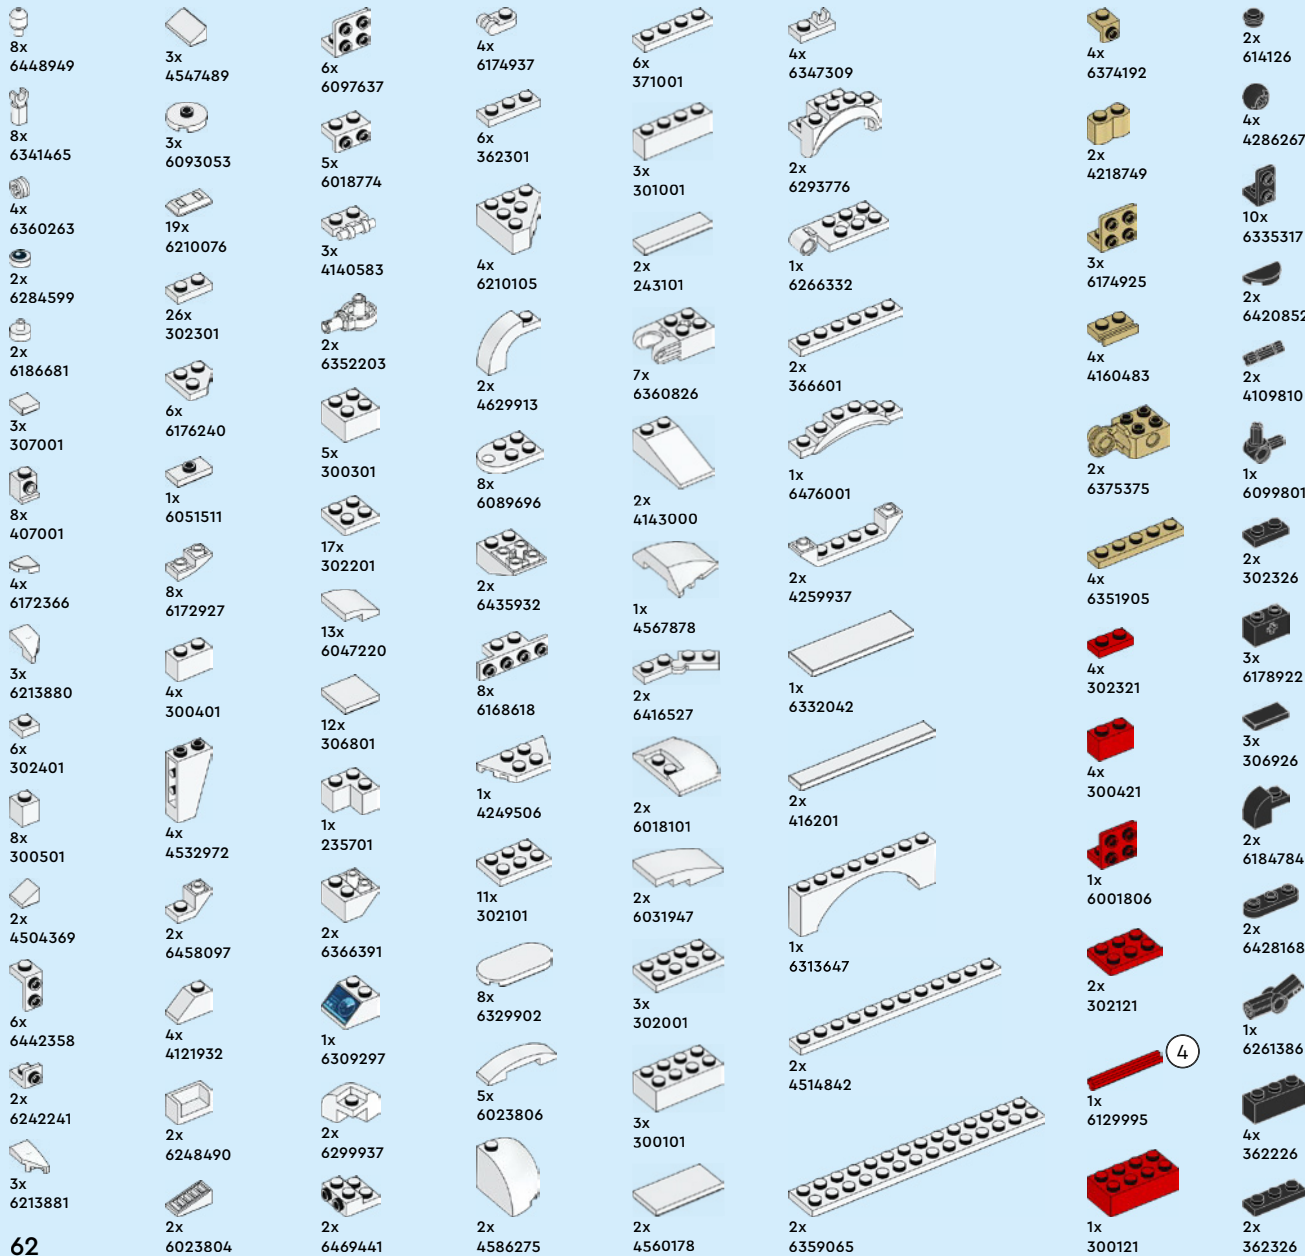 8x
6448949
8x
6341465
4x
6360263
2x
6284599
2x
6186681
3x
307001
8x
407001
4x
6172366
3x
6213880
6x
302401
8x
300501
2x
4504369
6x
6442358
2x
6242241
3x
6213881
62
3x
4547489
3x
6093053
19x
6210076
26x
302301
6x
6176240
1x
6051511
8x
6172927
4x
300401
4x
4532972
2x
6458097
4x
4121932
2x
6248490
2x
6023804
6x
6097637
5x
6018774
3x
4140583
2x
6352203
5x
300301
17x
302201
13x
6047220
12x
306801
1x
235701
2x
6366391
1x
6309297
2x
6299937
2x
6469441
4x
6174937
6x
362301
4x
6210105
2x
4629913
8x
6089696
2x
6435932
8x
6168618
1x
4249506
11x
302101
8x
6329902
5x
6023806
2x
4586275
6x
371001
3x
301001
2x
243101
7x
6360826
2x
4143000
1x
4567878
2x
6416527
2x
6018101
2x
6031947
3x
302001
3x
300101
2x
4560178
4x
6347309
2x
6293776
1x
6266332
2x
366601
1x
6476001
2x
4259937
1x
6332042
2x
416201
1x
6313647
2x
4514842
2x
6359065
4x
6374192
2x
4218749
3x
6174925
4x
4160483
2x
6375375
4x
6351905
4x
302321
4x
300421
1x
6001806
2x
302121
4
1x
6129995
1x
300121
2x
614126
4x
4286267
10x
6335317
2x
6420852
2x
4109810
1x
6099801
2x
302326
3x
6178922
3x
306926
2x
6184784
2x
6428168
1x
6261386
4x
362226
2x
362326